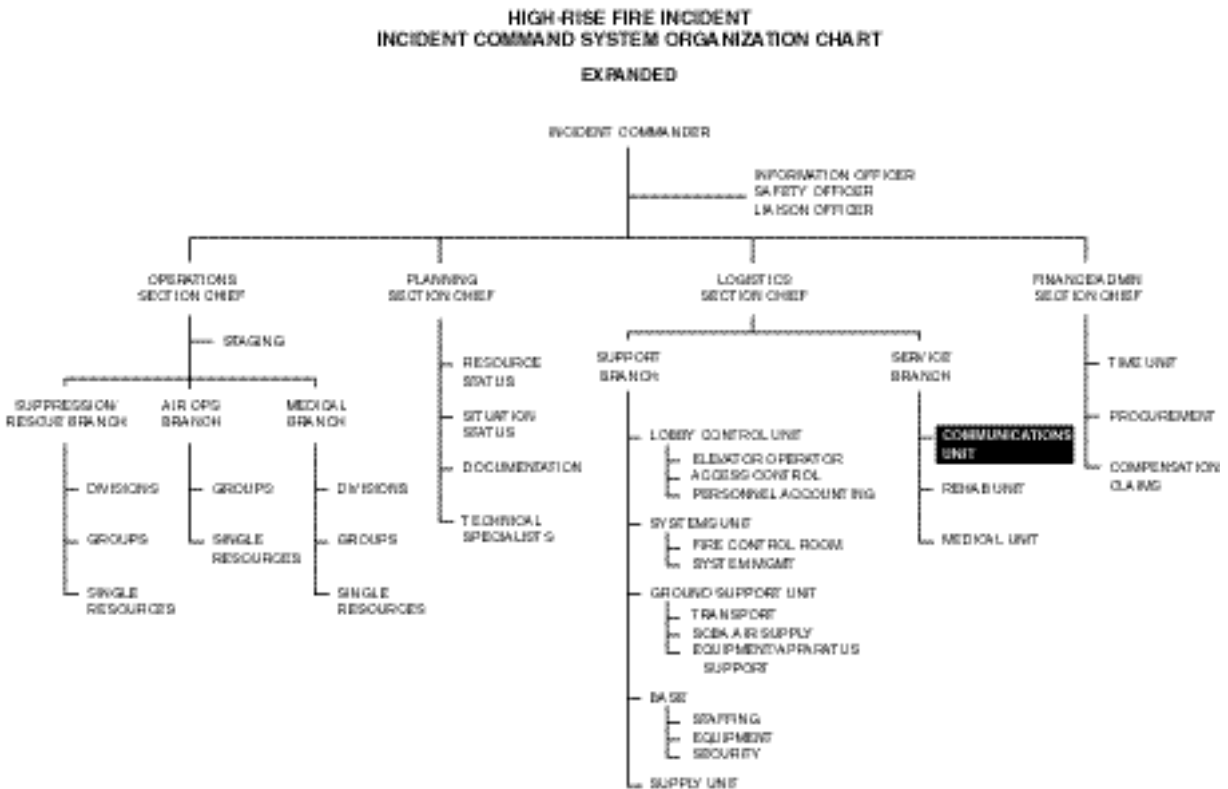 HIGH-RISE FIRE INCIDENT
INCIDENT COMMAND SYSTEM ORGANIZATION CHART
EXPANDED
INCIDENT COMMANDER
INFORMATION OFFICER
SAFETY OFFICER
LIAISON OFFICER
OPERATIONS
SECTION CHIEF
PLANNING
SECTION CHIEF
LOGISTICS
SECTION CHIEF
FINANCE/ADMIN
SECTION CHIEF
STAGING
SUPPRESSION/
RESCUE BRANCH
AIR OPS
BRANCH
MEDICAL
BRANCH
DIVISIONS
GROUPS
SINGLE
RESOURCES
GROUPS
SINGLE
RESOURCES
DIVISIONS
GROUPS
SINGLE
RESOURCES
RESOURCE
STATUS
SITUATION
STATUS
DOCUMENTATION
TECHNICAL
SPECIALISTS
SUPPORT
BRANCH
LOBBY CONTROL UNIT
ELEVATOR OPERATOR
ACCESS CONTROL
PERSONNEL ACCOUNTING
SYSTEMS UNIT
FIRE CONTROL ROOM
SYSTEM MGMT
GROUND SUPPORT UNIT
TRANSPORT
SCBA AIR SUPPLY
EQUIPMENT/APPARATUS
SUPPORT
BASE
STAFFING
EQUIPMENT
SECURITY
SUPPLY UNIT
SERVICE
BRANCH
COMMUNICATIONS
UNIT
REHAB UNIT
MEDICAL UNIT
TIME UNIT
PROCUREMENT
COMPENSATION
CLAIMS